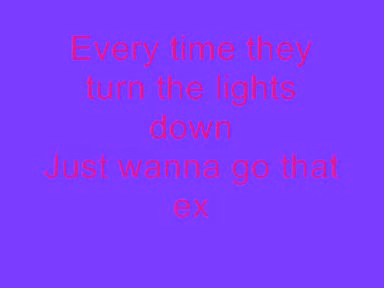 Every time they
turn the lights
down
Just wanna go that
ex